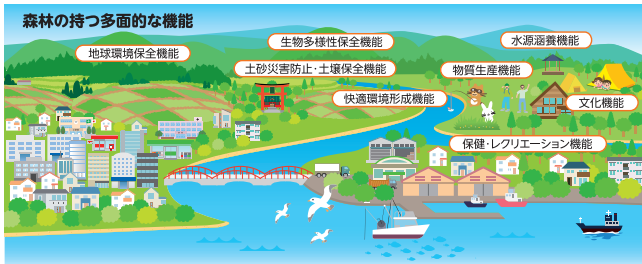 森林の持つ多面的な機能
地球環境保全機能
生物多様性保全機能
水源涵養機能
土砂災害防止・土壌保全機能
物質生産機能
快適環境形成機能
文化機能
保健・レクリエーション機能